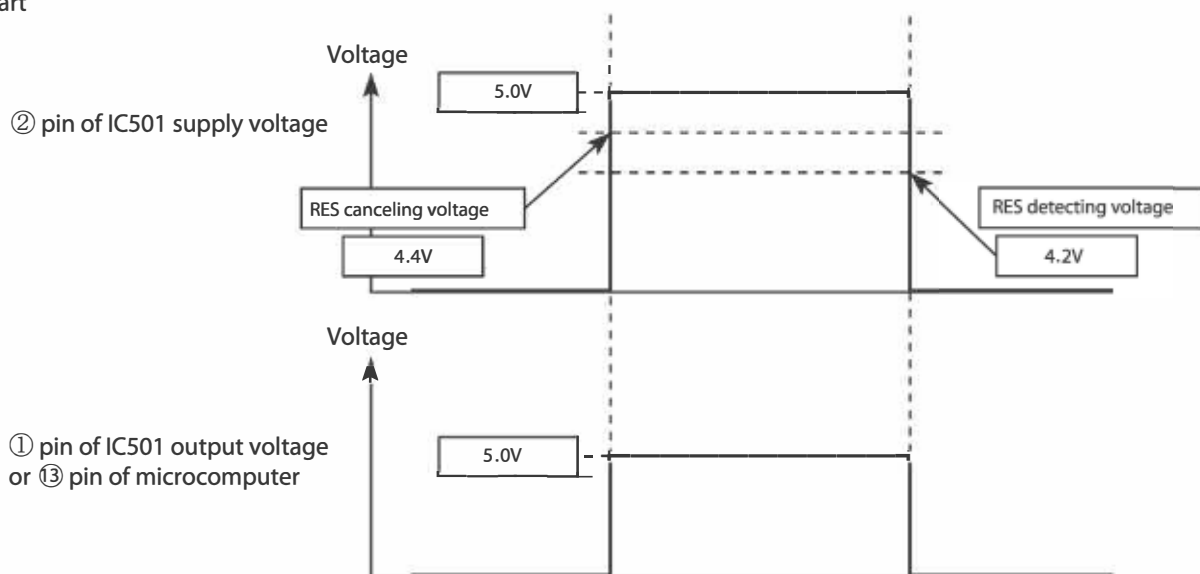 art
Voltage
5.0V
② pin of IC501 supply voltage
RES canceling voltage
RES detecting voltage
4.4V
4.2V
Voltage
① pin of IC501 output voltage
or ⑬ pin of microcomputer
5.0V